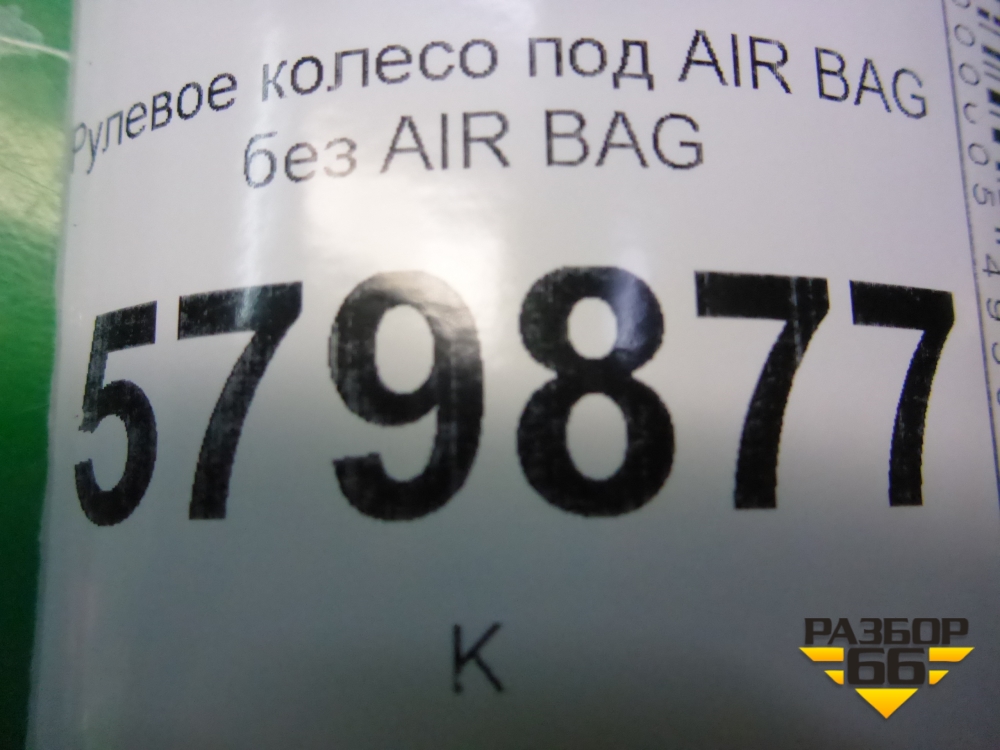 Рулевое колесо под AIR BAG
без AIR BAG
579877
К
РАЗБОР
66